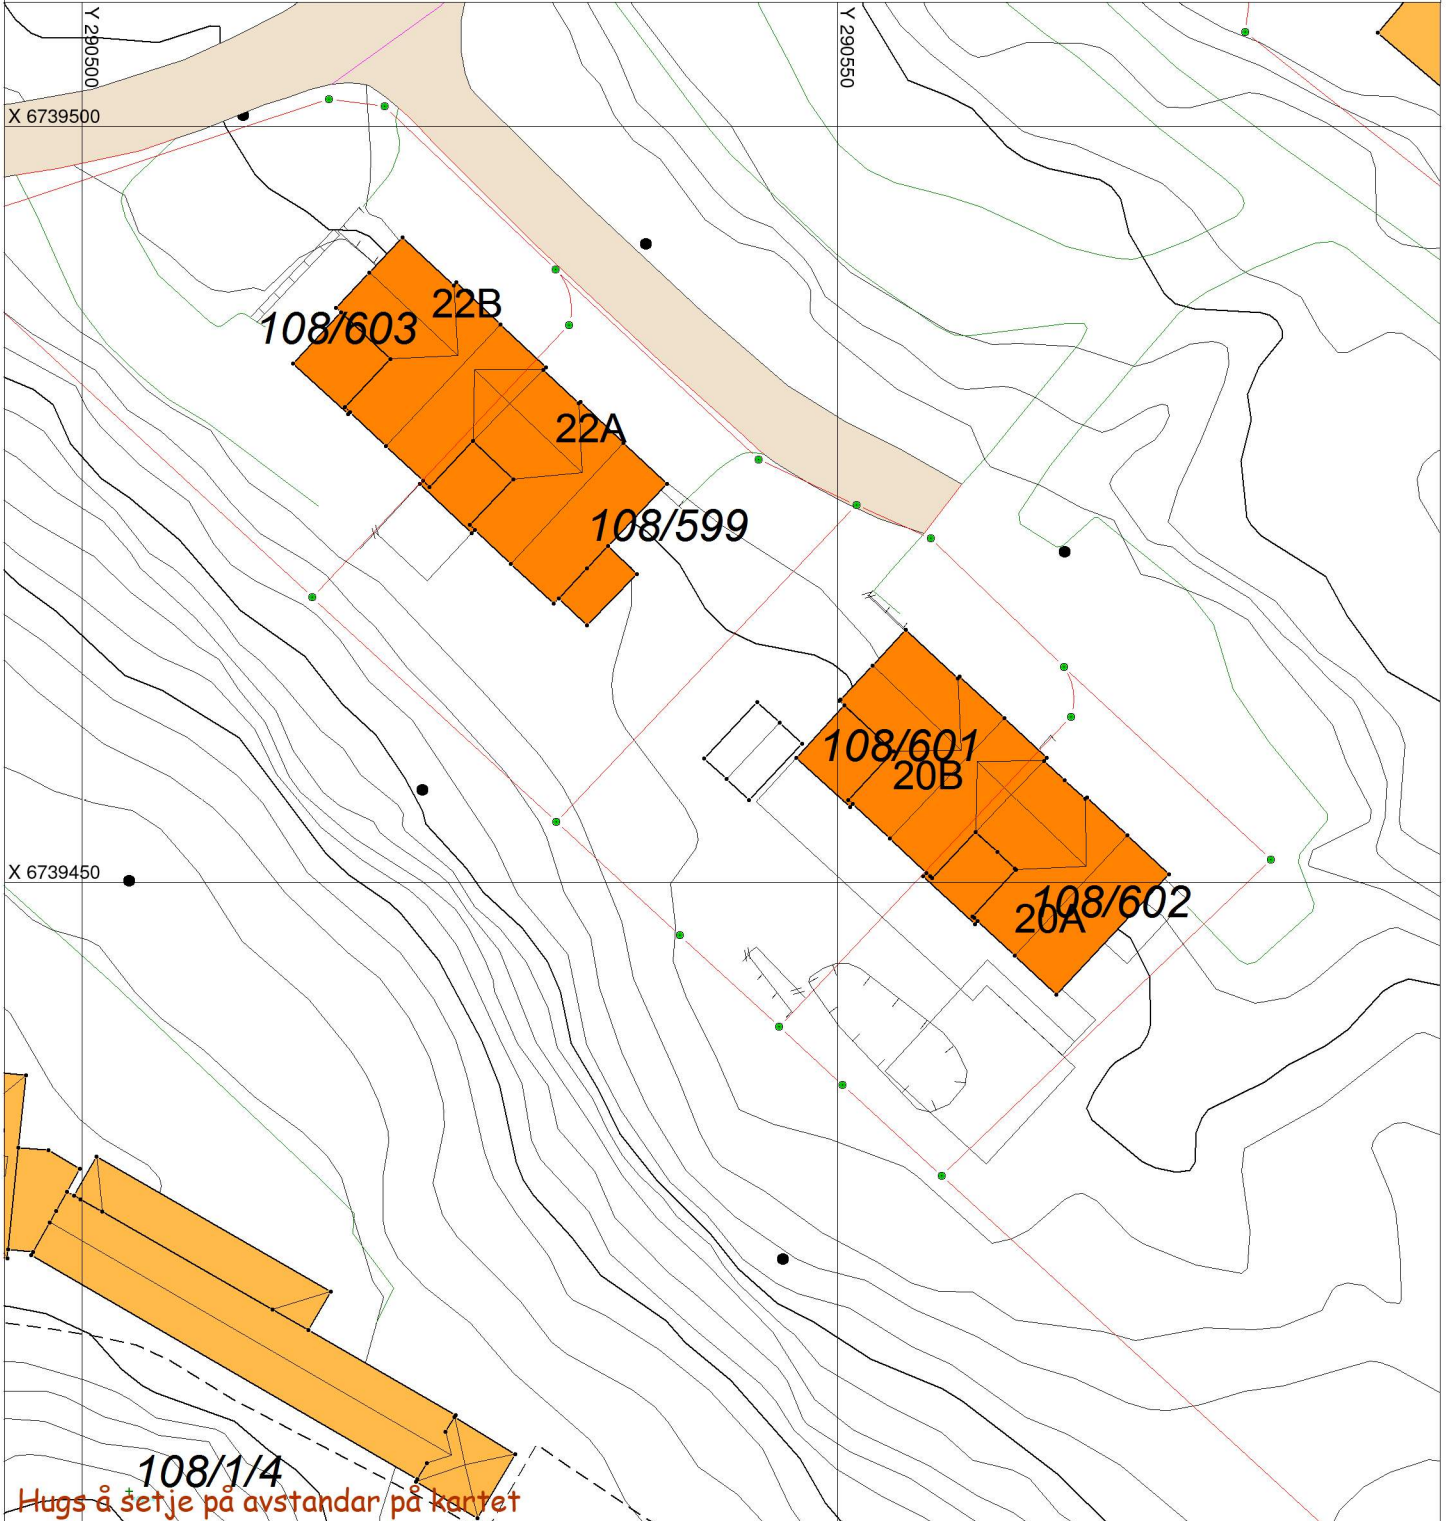 Y 290500
Y 290550
X 6739500
22B
108/603
22A
108/599
108/601
20B
X 6739450
108/602
20A
108/1/4
Hugs å setje på avstandar på kartet